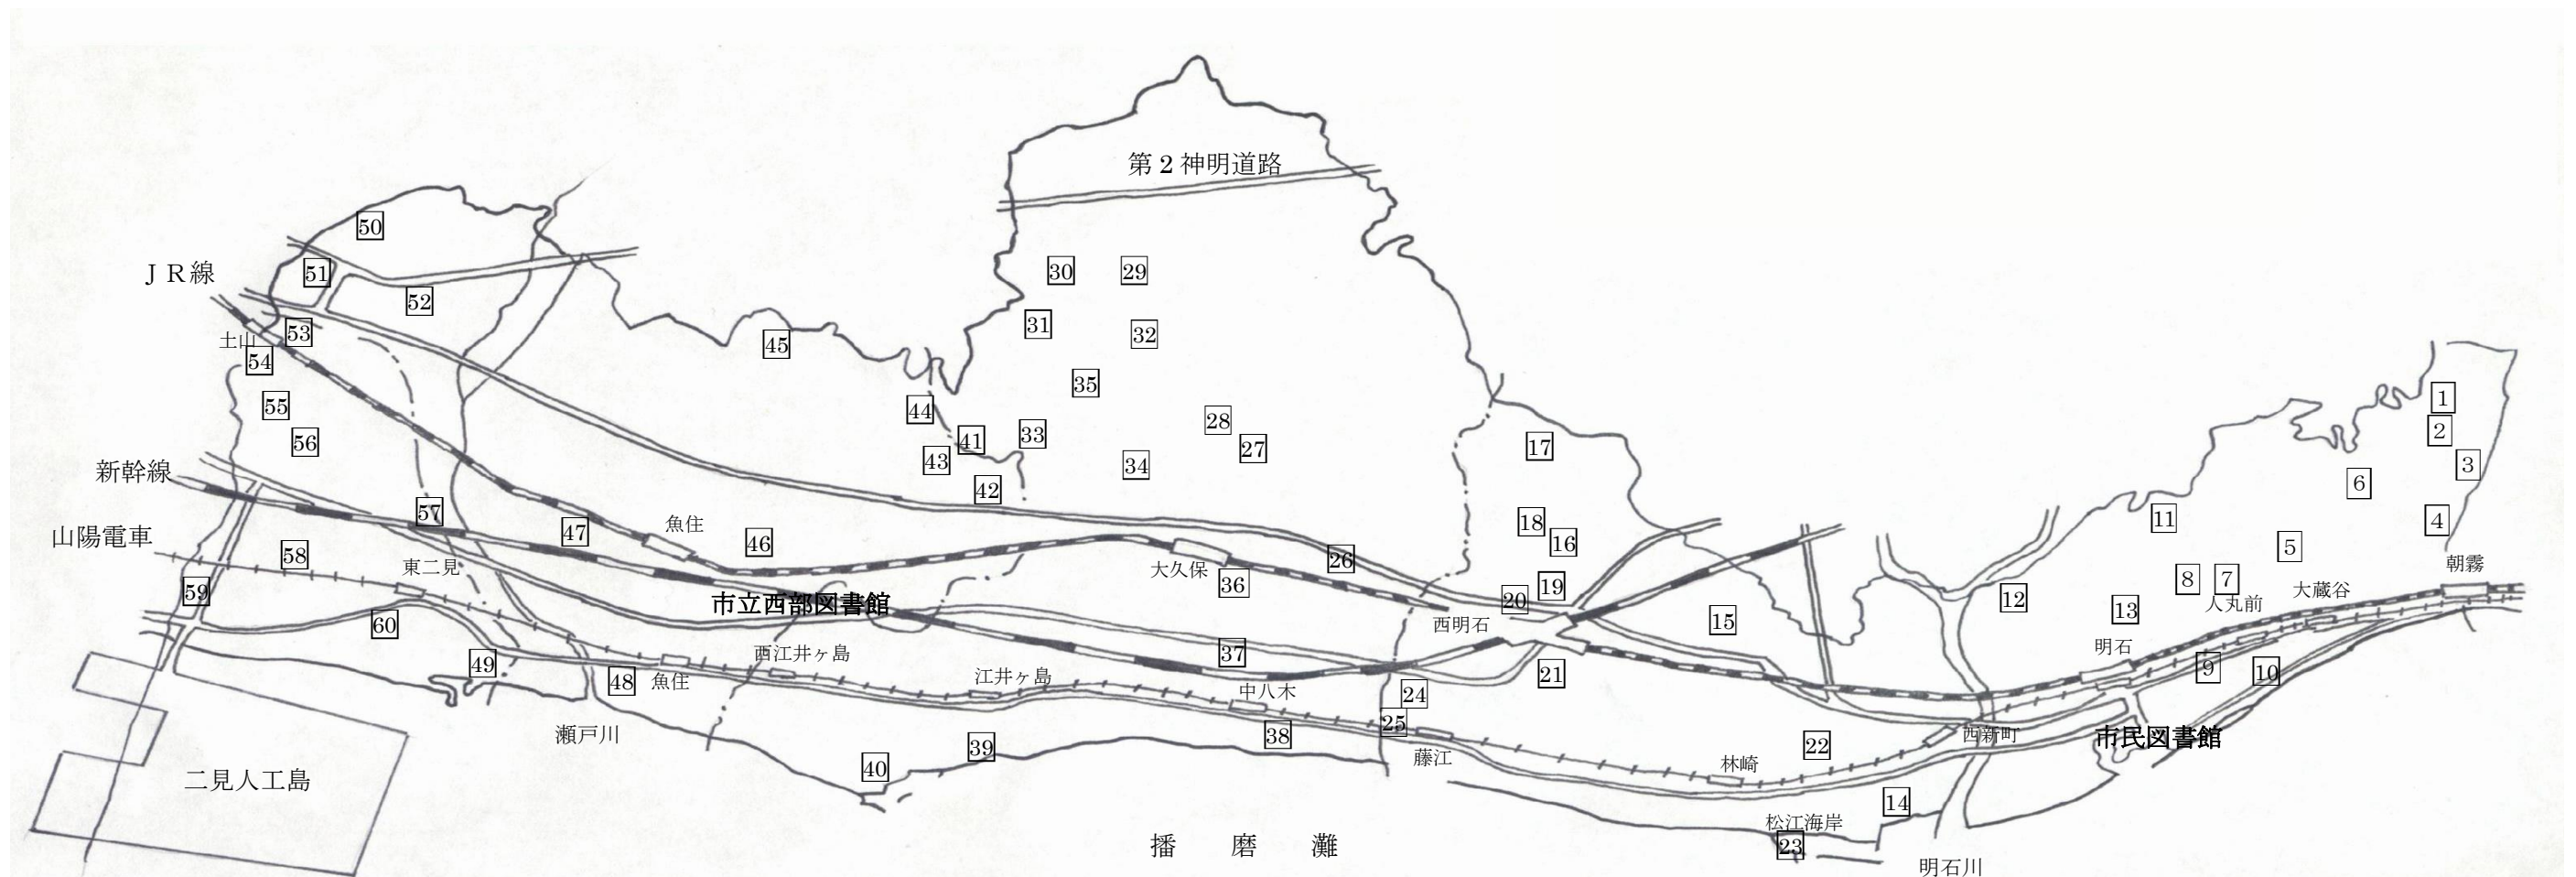 第2神明道路
50
51
30
29
ＪＲ線
52
31
53
32
土山
45
54
35
1
55
44
28
2
56
41
33
27
17
43
34
3
新幹線
42
6
57
18
11
4
47
魚住
46
16
5
山陽電車
58
26
東二見
大久保
36
19
朝霧
59
20
12
8
7
大蔵谷
市立西部図書館
人丸前
60
西明石
15
13
49
西江井ヶ島
37
明石
48
魚住
江井ヶ島
21
9
10
中八木
24
瀬戸川
38
25
西新町
市民図書館
39
藤江
22
40
林崎
二見人工島
14
松江海岸
23
播磨灘
明石川